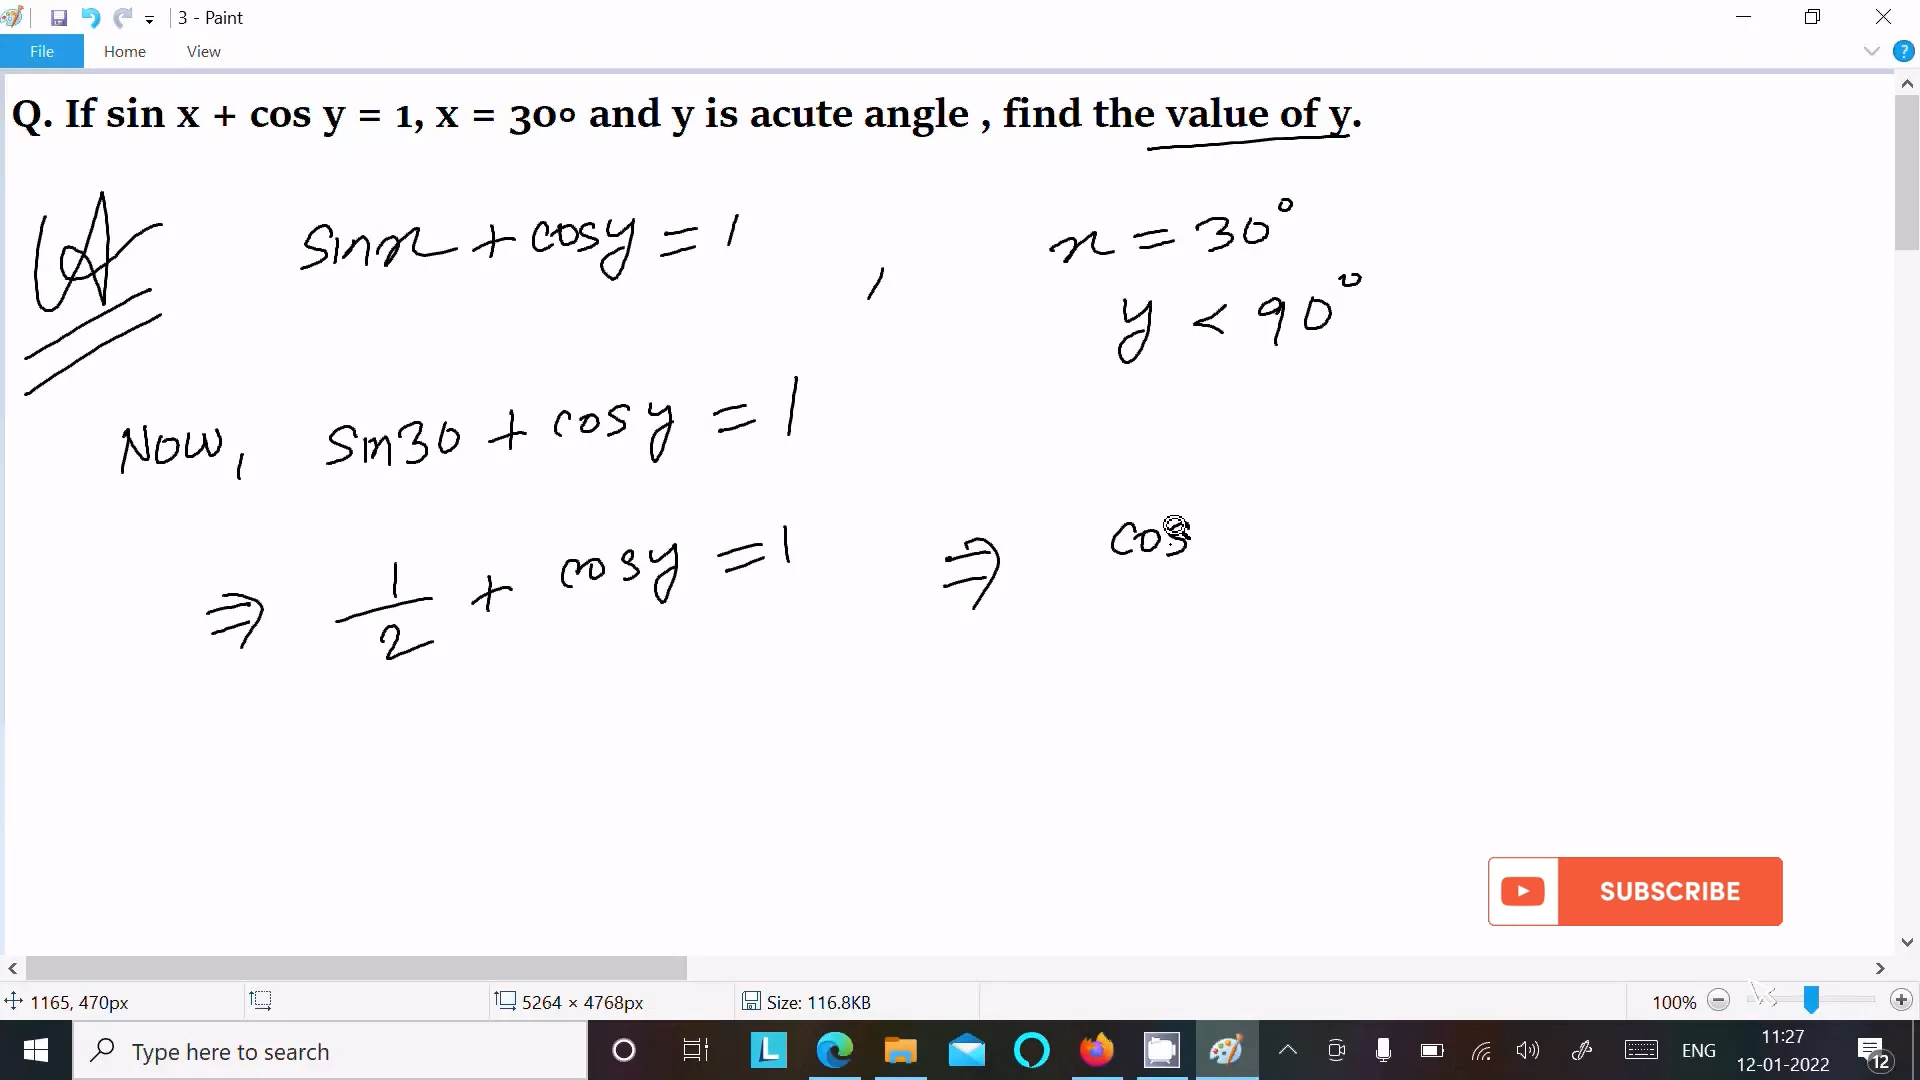 3 - Paint
File Home View
Q. If sin x + cos y = 1, x = 30° and y is acute angle , find the value of y.
sinx + cosy = 1 , x = 30°
y < 90°
Now, sin30 + cosy = 1
⇒ 1/2 + cosy = 1 ⇒ cos
SUBSCRIBE
1165, 470px 5264 × 4768px Size: 116.8KB 100%
Type here to search
L
ENG 11:27
12-01-2022
12